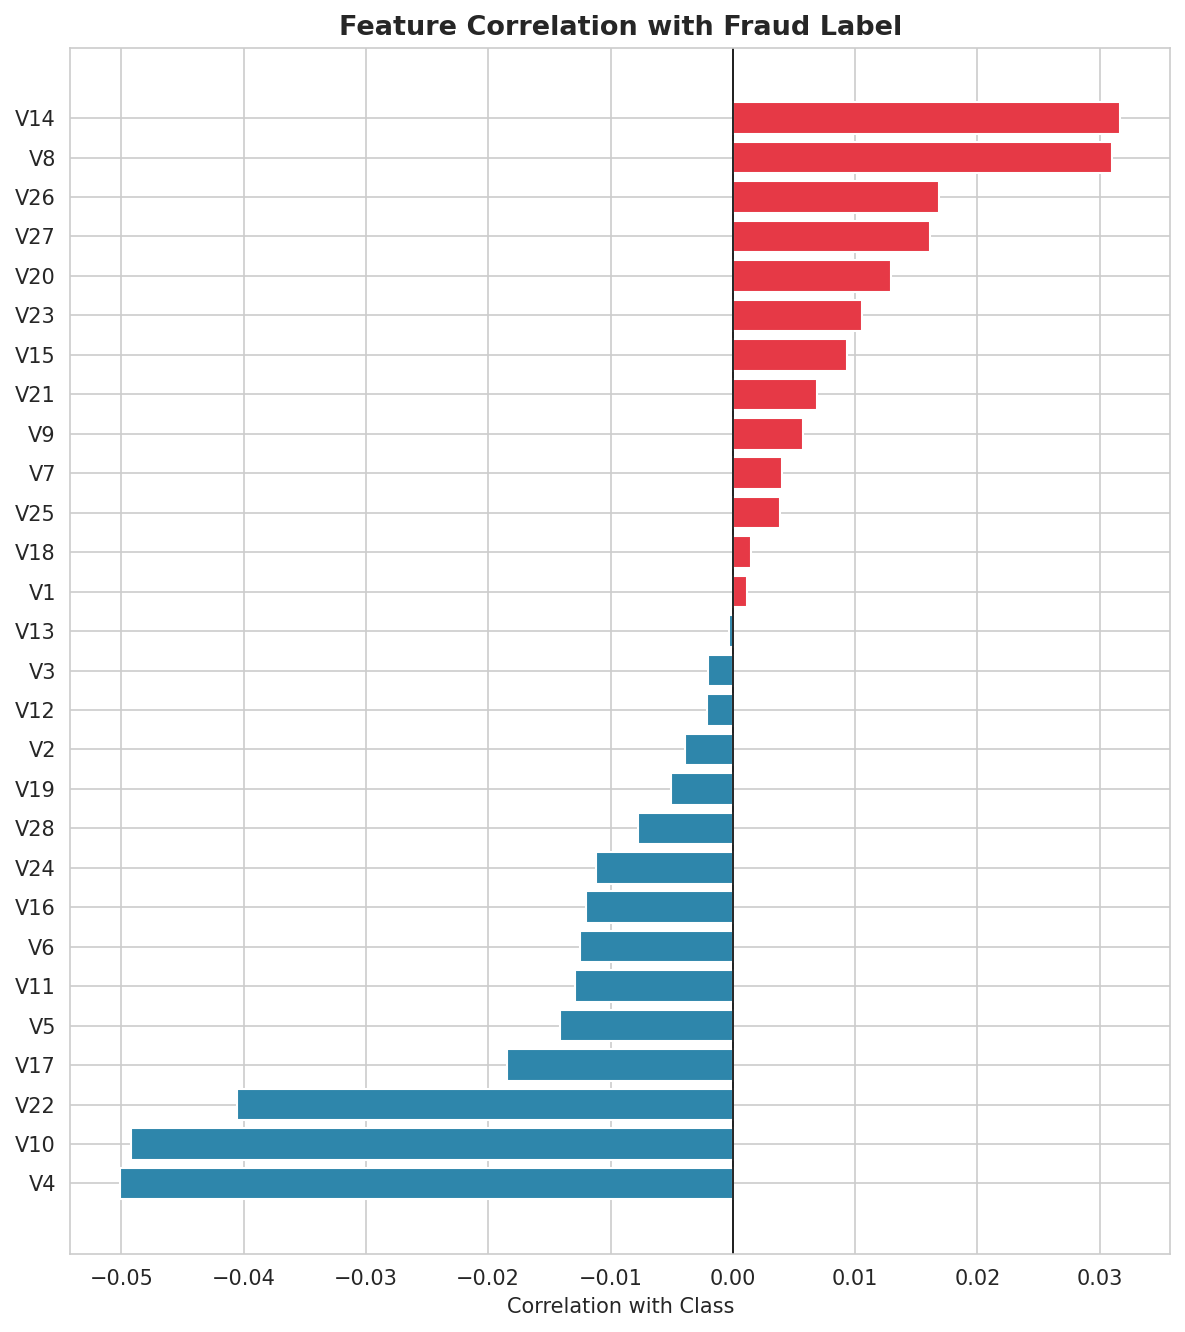 Feature Correlation with Fraud Label
V14
V8
V26
V27
V20
V23
V15
V21
V9
V7
V25
V18
V1
V13
V3
V12
V2
V19
V28
V24
V16
V6
V11
V5
V17
V22
V10
V4
−0.05 −0.04 −0.03 −0.02 −0.01 0.00 0.01 0.02 0.03
Correlation with Class